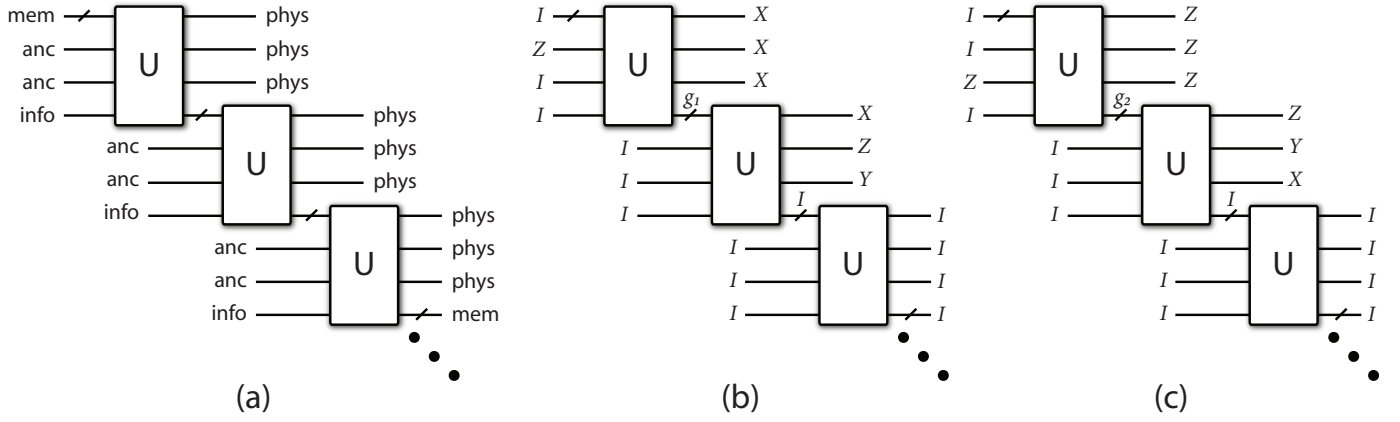 mem phys I X I Z
anc phys Z X I Z
U U U
anc phys I X Z Z
info I g1 I g2
phys X Z
anc phys I Z I Y
U U U
anc phys I Y I X
info I I I I
phys I I
anc phys I I I I
U U U
anc phys I I I I
info mem I I I I
(a) (b) (c)